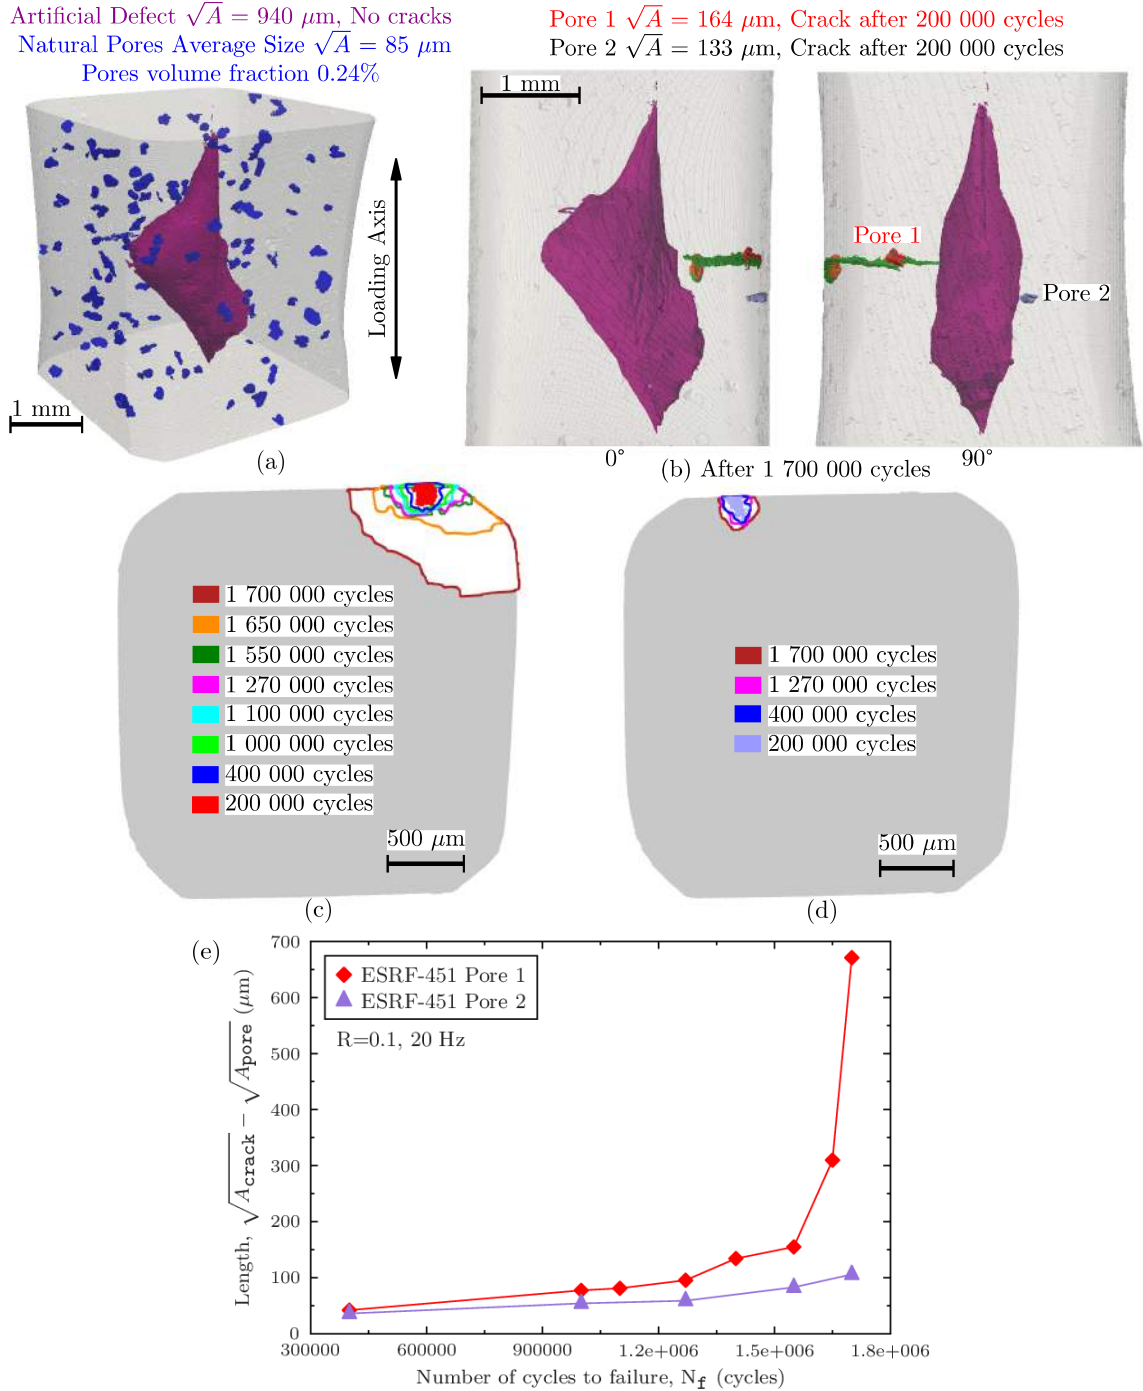 Artificial Defect √A = 940 μm, No cracks
Natural Pores Average Size √A = 85 μm
Pores volume fraction 0.24%
Pore 1 √A = 164 μm, Crack after 200 000 cycles
Pore 2 √A = 133 μm, Crack after 200 000 cycles
1 mm
Loading Axis
1 mm
(a)
Pore 1
Pore 2
0°
90°
(b) After 1 700 000 cycles
1 700 000 cycles
1 650 000 cycles
1 550 000 cycles
1 270 000 cycles
1 100 000 cycles
1 000 000 cycles
400 000 cycles
200 000 cycles
500 μm
(c)
1 700 000 cycles
1 270 000 cycles
400 000 cycles
200 000 cycles
500 μm
(d)
(e)
700
600
500
400
300
200
100
0
Length, √Acrack − √Apore (μm)
ESRF-451 Pore 1
ESRF-451 Pore 2
R=0.1, 20 Hz
300000 600000 900000 1.2e+006 1.5e+006 1.8e+006
Number of cycles to failure, Nf (cycles)